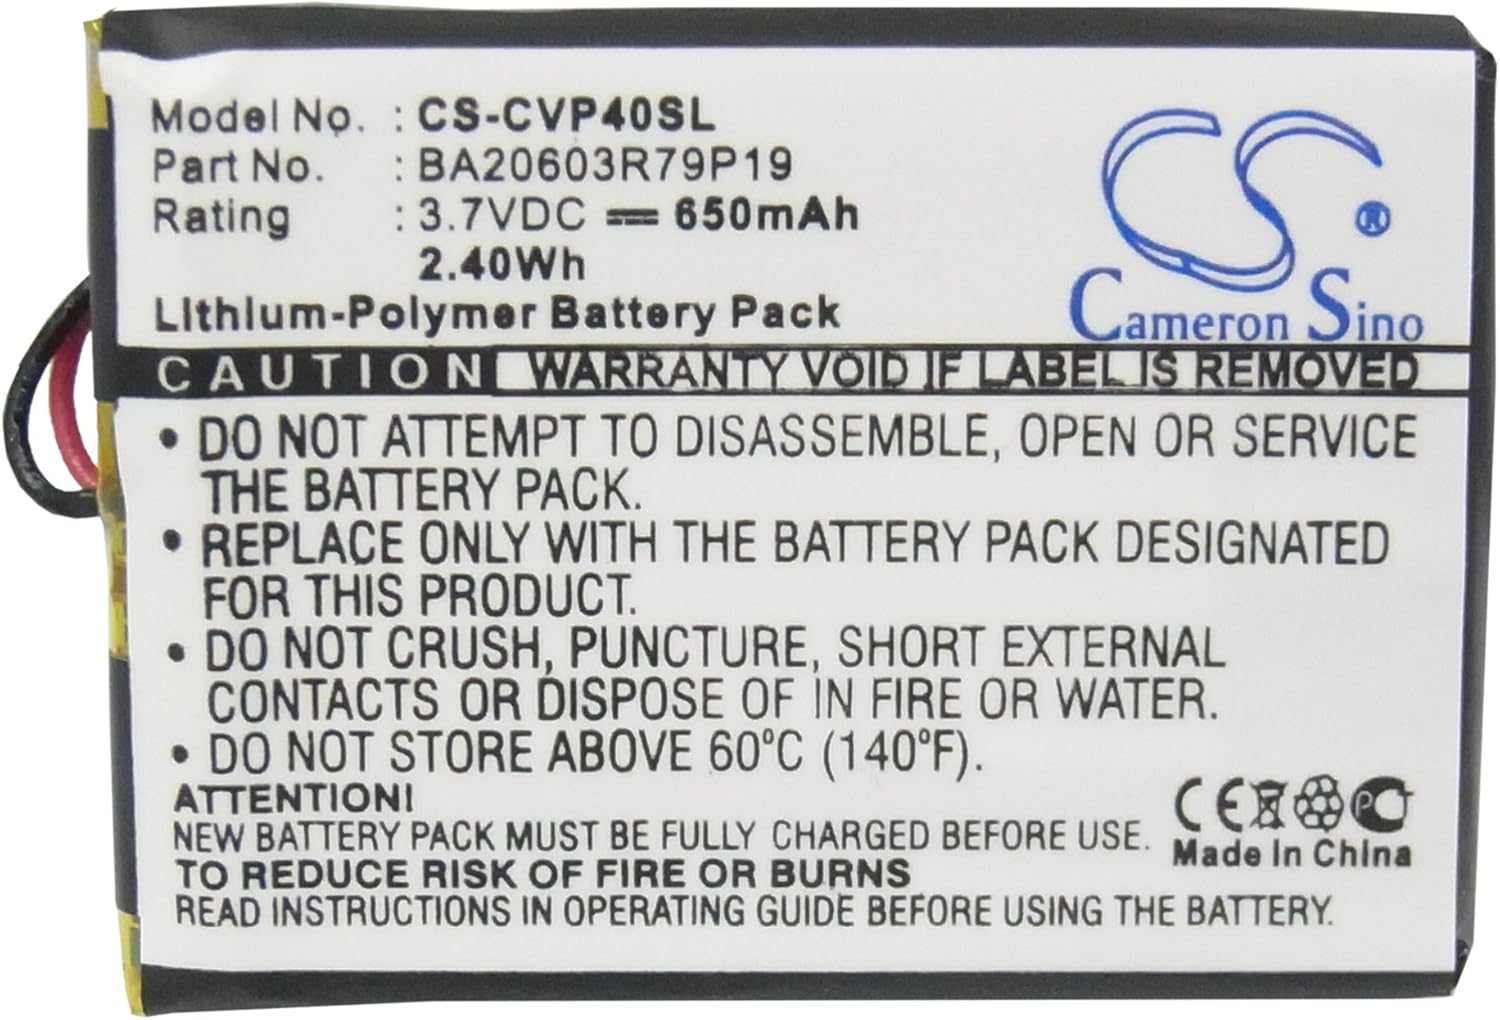 Model No. : CS-CVP40SL
Part No. : BA20603R79P19
Rating : 3.7VDC 650mAh
2.40Wh
Lithium-Polymer Battery Pack
CS ®
Cameron Sino
CAUTION WARRANTY VOID IF LABEL IS REMOVED
• DO NOT ATTEMPT TO DISASSEMBLE, OPEN OR SERVICE
THE BATTERY PACK.
• REPLACE ONLY WITH THE BATTERY PACK DESIGNATED
FOR THIS PRODUCT.
• DO NOT CRUSH, PUNCTURE, SHORT EXTERNAL
CONTACTS OR DISPOSE OF IN FIRE OR WATER.
• DO NOT STORE ABOVE 60°C (140°F).
ATTENTION!
NEW BATTERY PACK MUST BE FULLY CHARGED BEFORE USE.
TO REDUCE RISK OF FIRE OR BURNS
READ INSTRUCTIONS IN OPERATING GUIDE BEFORE USING THE BATTERY.
CE PC
Made In China